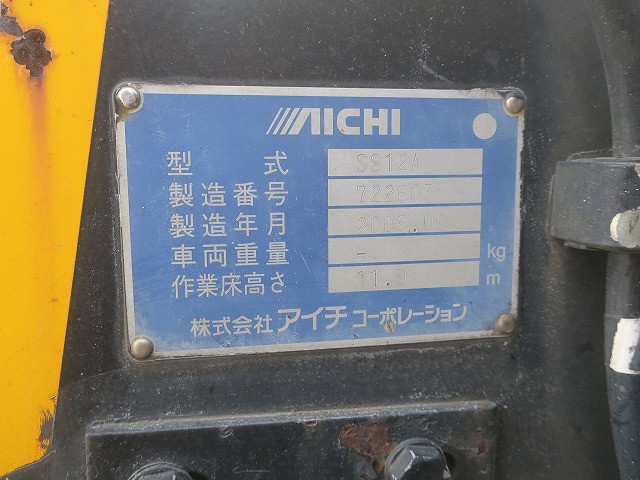 AICHI
型式 SS12A
製造番号
製造年月
車両重量 kg
作業床高さ m
株式会社 アイチ コーポレーション